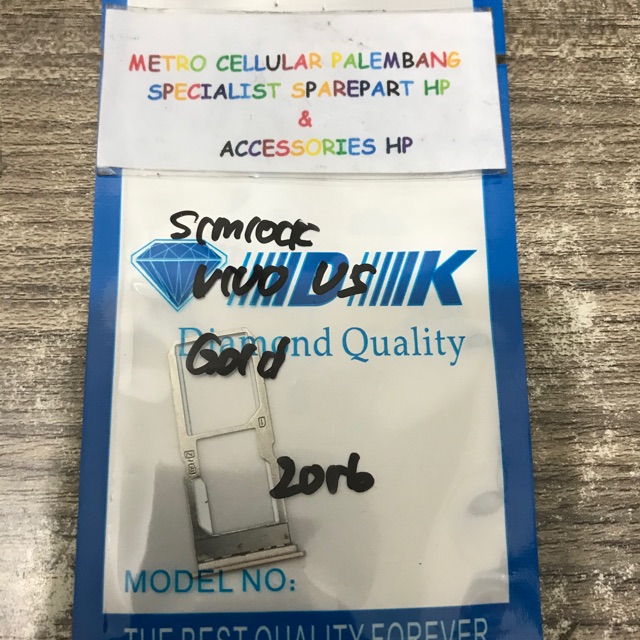 METRO CELLULAR PALEMBANG
SPECIALIST SPAREPART HP
&
ACCESSORIES HP
Simlock
DK
VIVO V5
Diamond Quality
Gold
2016
MODEL NO:
THE BEST QUALITY FOREVER